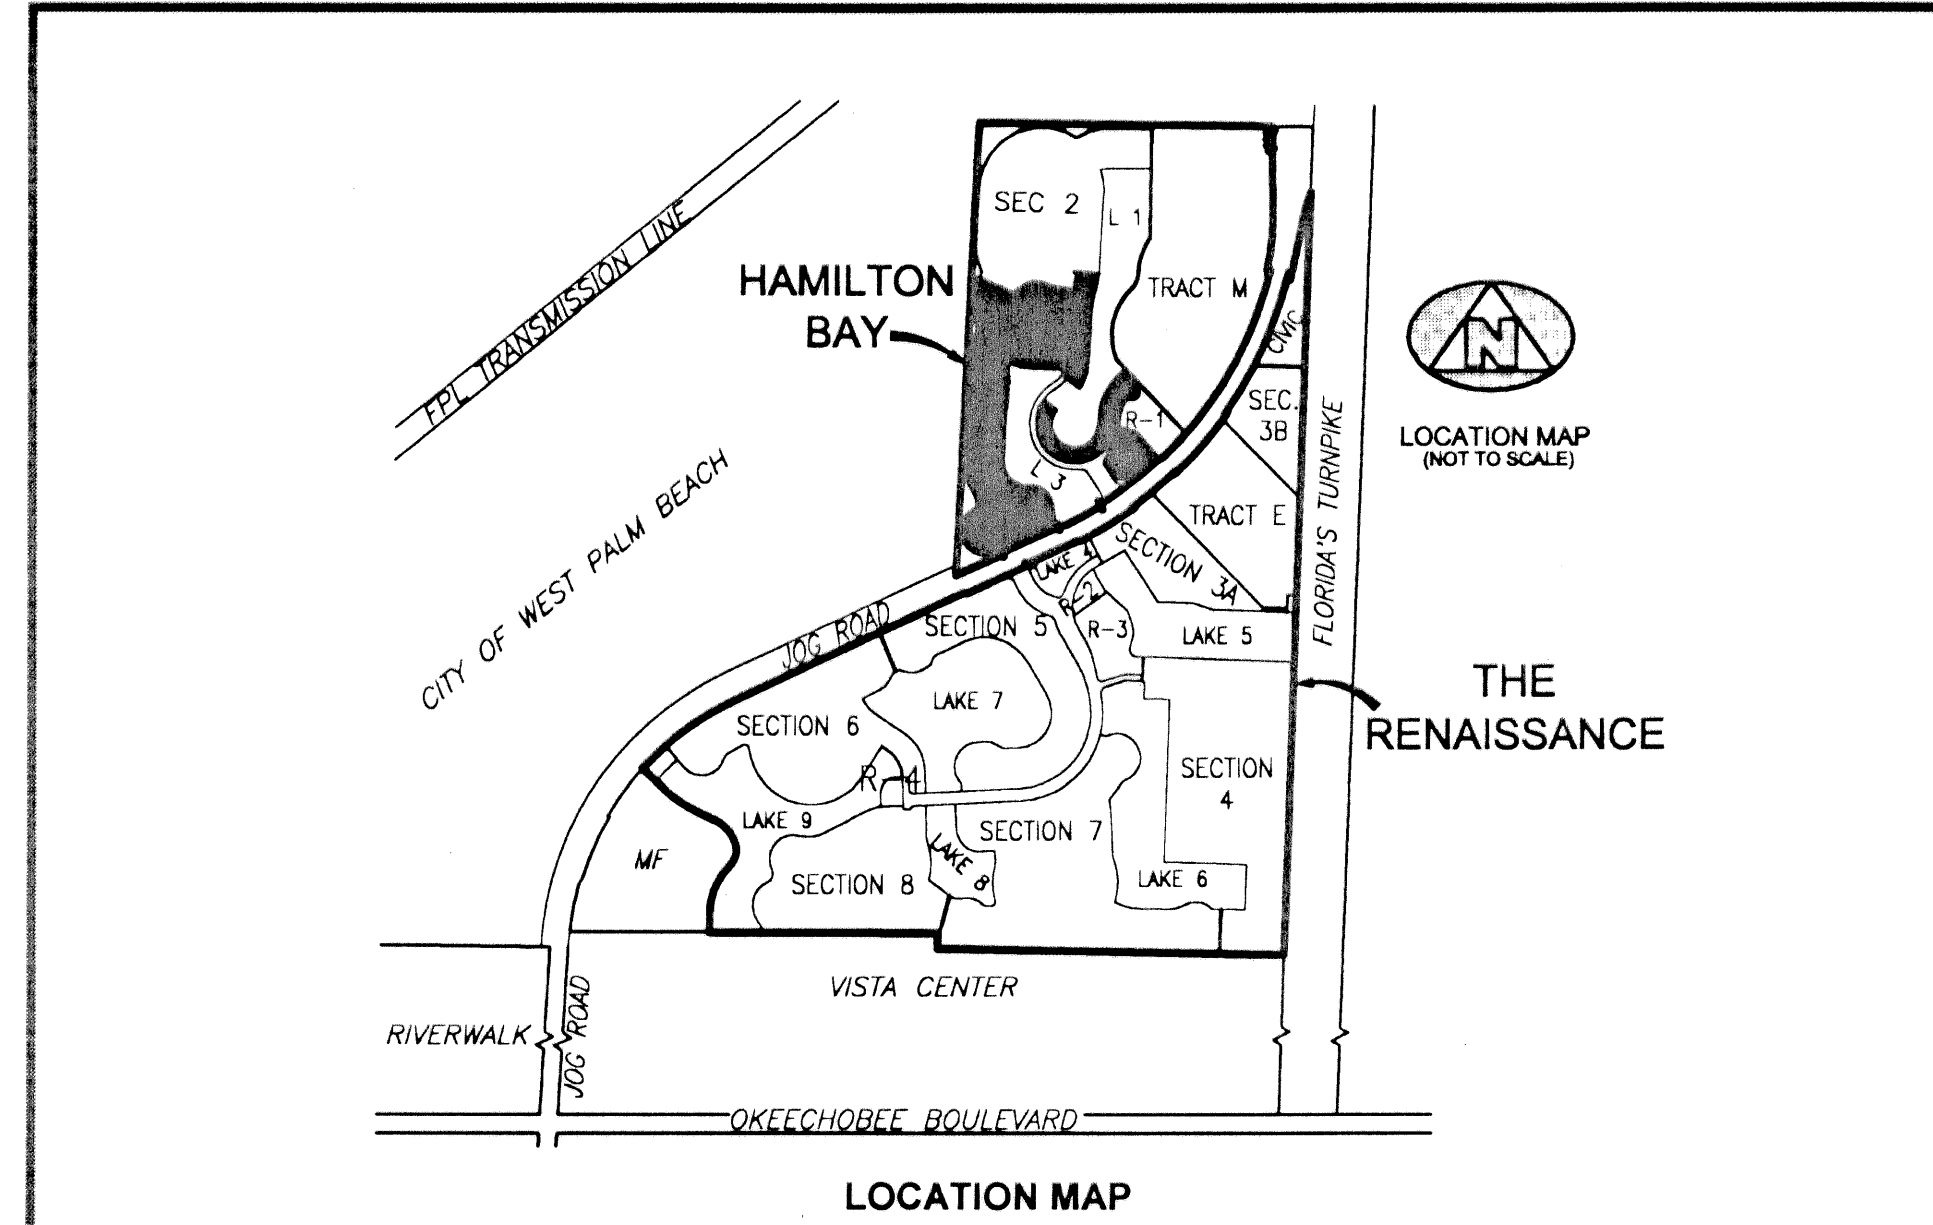 FPL TRANSMISSION LINE
SEC 2
L 1
HAMILTON
BAY
TRACT M
N
CMC
SEC.
3B
R-1
LOCATION MAP
(NOT TO SCALE)
L 3
FLORIDA'S TURNPIKE
CITY OF WEST PALM BEACH
TRACT E
SECTION 3A
LAKE 4
R-2
JOG ROAD
SECTION 5
R-3
LAKE 5
THE
RENAISSANCE
LAKE 7
SECTION 6
SECTION
4
R-4
LAKE 9
SECTION 7
MF
LAKE 8
SECTION 8
LAKE 6
VISTA CENTER
RIVERWALK
JOG ROAD
OKEECHOBEE BOULEVARD
LOCATION MAP